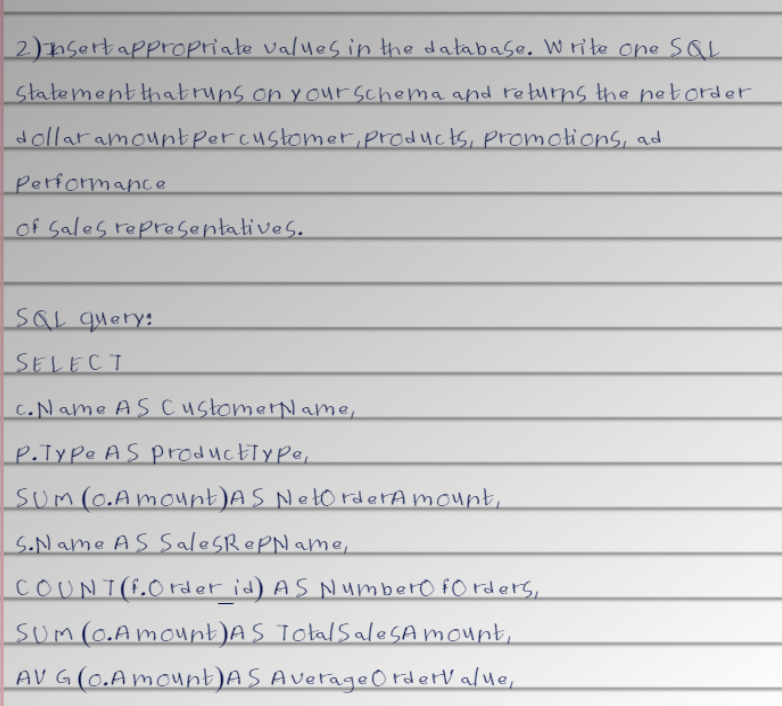 2) Insert appropriate values in the database. Write one SQL
statement that runs on your schema and returns the net order
dollar amount per customer, products, promotions, ad
performance
of sales representatives.
SQL query:
SELECT
c.Name AS CustomerName,
p.Type AS ProductType,
SUM(o.Amount) AS NetOrderAmount,
s.Name AS SalesRepName,
COUNT(f.Order_id) AS NumberOfOrders,
SUM(o.Amount) AS TotalSalesAmount,
AVG(o.Amount) AS AverageOrderValue,